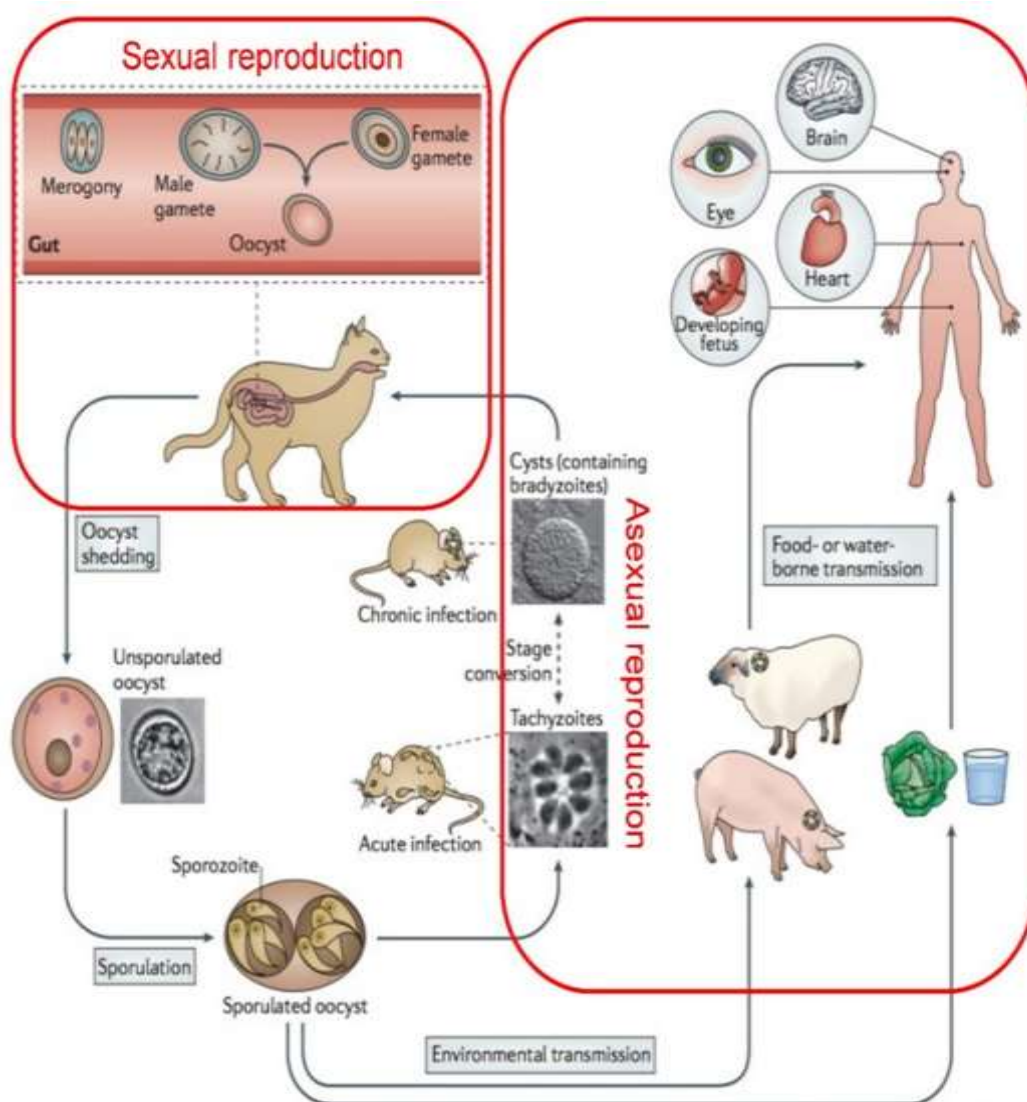 Sexual reproduction
Merogony
Male
gamete
Female
gamete
Oocyst
Gut
Brain
Eye
Heart
Developing
fetus
Oocyst
shedding
Cysts (containing
bradyzoites)
Chronic infection
Stage
conversion
Asexual reproduction
Food- or water-
borne transmission
Unsporulated
oocyst
Tachyzoites
Acute infection
Sporozoite
Sporulation
Sporulated oocyst
Environmental transmission